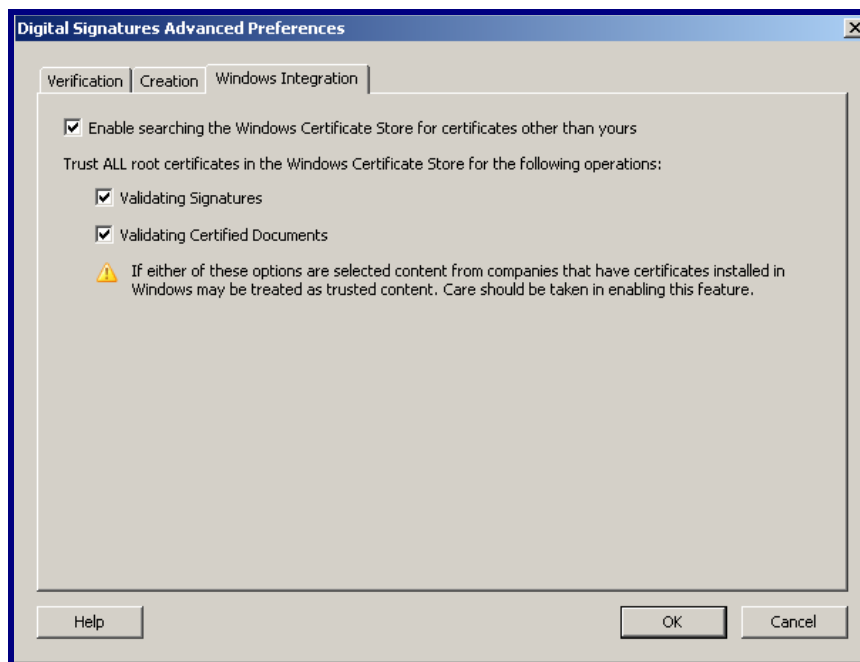 Digital Signatures Advanced Preferences
Verification
Creation
Windows Integration
Enable searching the Windows Certificate Store for certificates other than yours
Trust ALL root certificates in the Windows Certificate Store for the following operations:
Validating Signatures
Validating Certified Documents
If either of these options are selected content from companies that have certificates installed in
Windows may be treated as trusted content. Care should be taken in enabling this feature.
Help
OK
Cancel